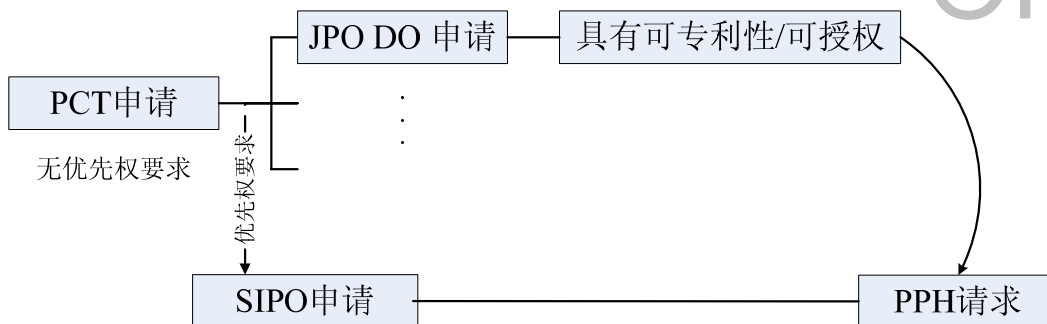 JPO DO 申请
具有可专利性/可授权
PCT申请
无优先权要求
优先权要求
SIPO申请
PPH请求